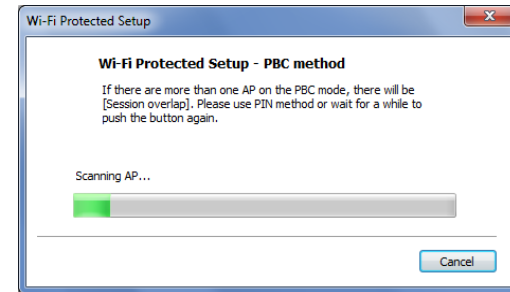 Wi-Fi Protected Setup
Wi-Fi Protected Setup - PBC method
If there are more than one AP on the PBC mode, there will be
[Session overlap]. Please use PIN method or wait for a while to
push the button again.
Scanning AP...
Cancel